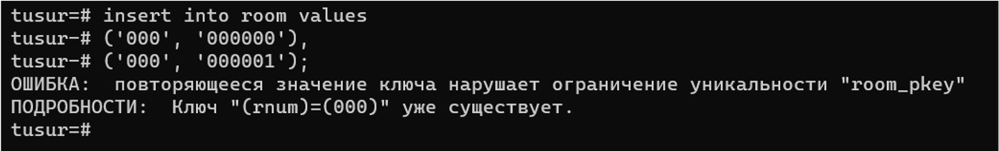 tusur=# insert into room values
tusur-# ('000', '000000'),
tusur-# ('000', '000001');
ОШИБКА:  повторяющееся значение ключа нарушает ограничение уникальности "room_pkey"
ПОДРОБНОСТИ:  Ключ "(rnum)=(000)" уже существует.
tusur=#